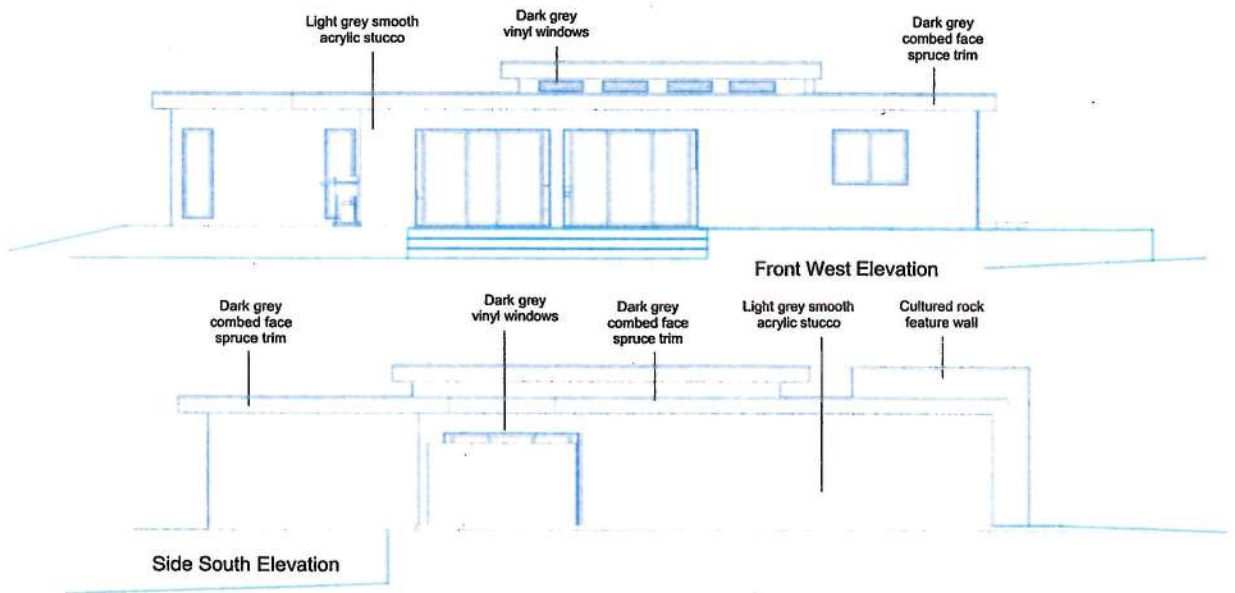 Light grey smooth
acrylic stucco
Dark grey
vinyl windows
Dark grey
combed face
spruce trim
Front West Elevation
Dark grey
combed face
spruce trim
Dark grey
vinyl windows
Dark grey
combed face
spruce trim
Light grey smooth
acrylic stucco
Cultured rock
feature wall
Side South Elevation